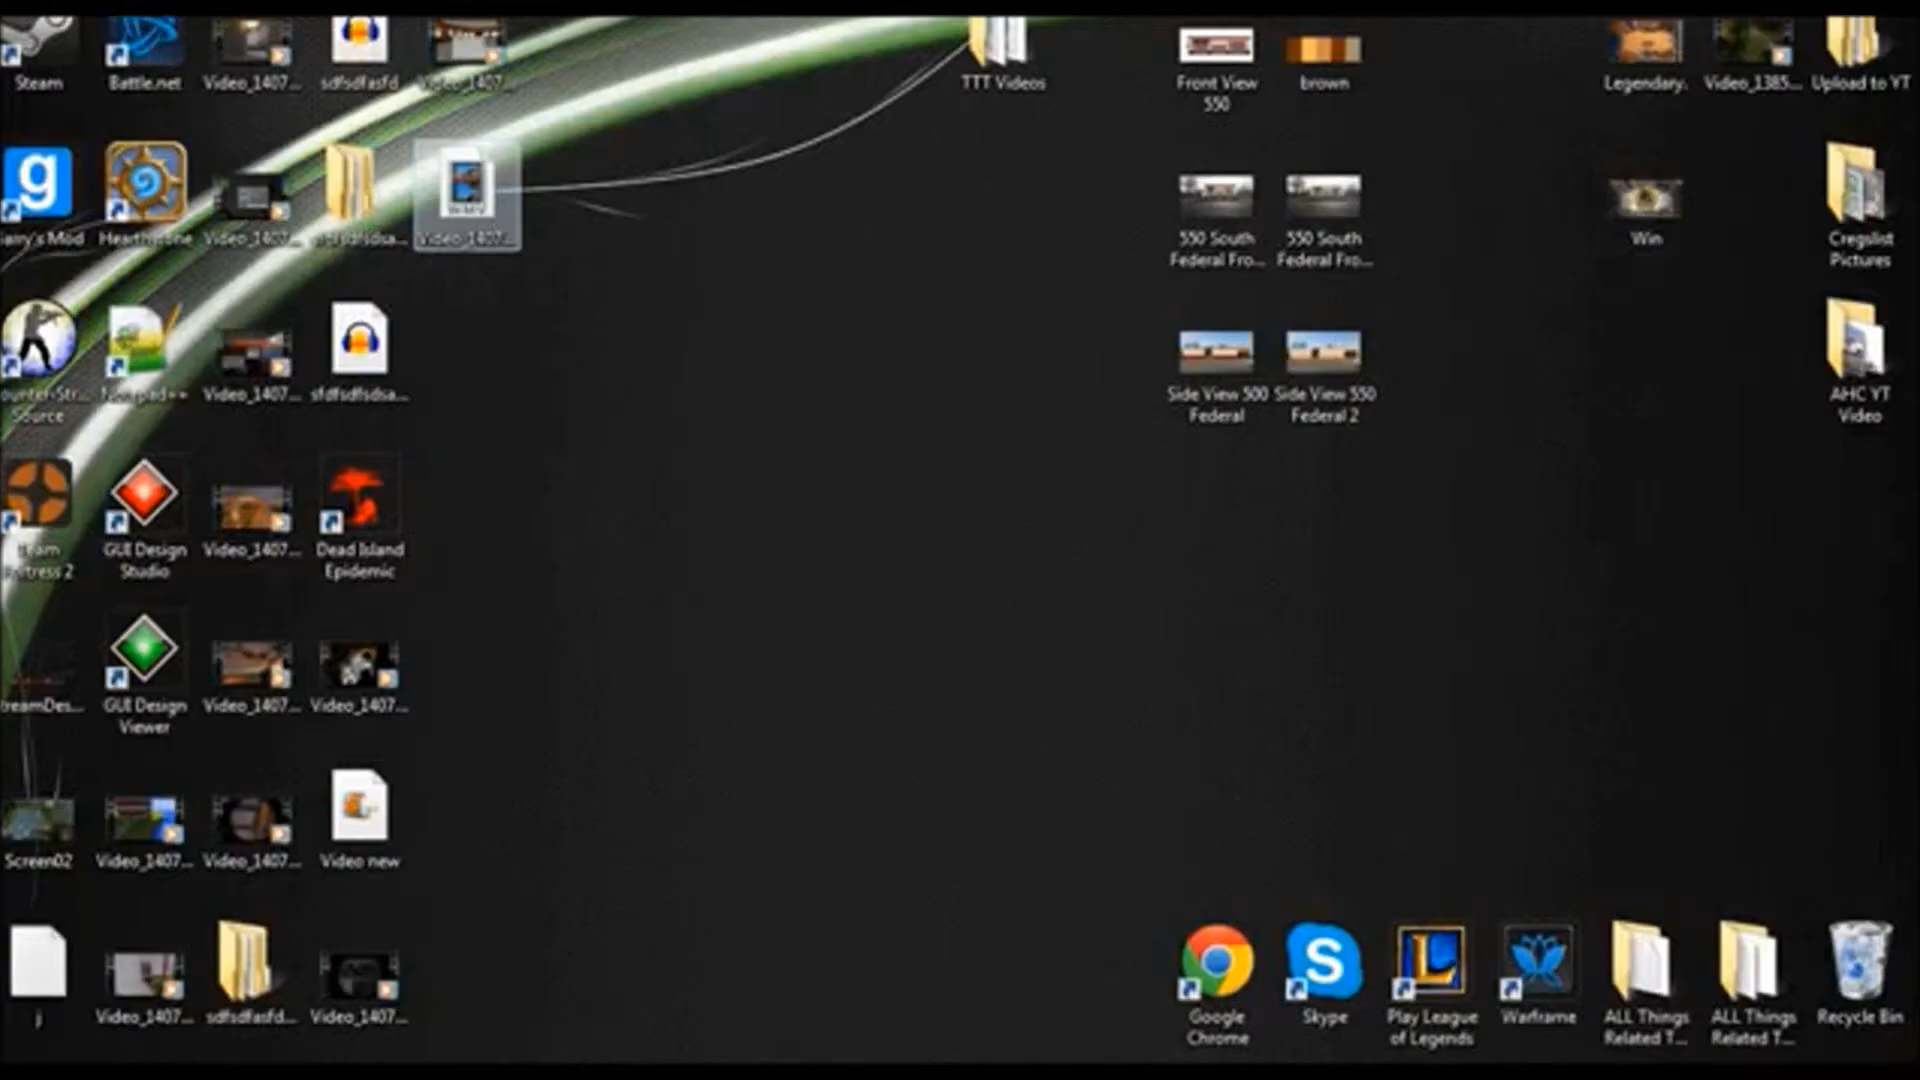 Steam
Battle.net
Video_1407...
sdfsdfasfd
Video_1407...
TTT Videos
Front View
550
brown
Legendary.
Video_1385...
Upload to YT
g
arry's Mod
Hearthstone
Video_1407...
WMV
Video_1407...
550 South
Federal Fro...
550 South
Federal Fro...
Win
Cregslist
Pictures
ounter-Str...
Source
Notepad++
Video_1407...
sfdfsdfsdsa...
Side View 500
Federal
Side View 550
Federal 2
AHC YT
Video
Team
ortress 2
GUI Design
Studio
Video_1407...
Dead Island
Epidemic
treamDes...
GUI Design
Viewer
Video_1407...
Video_1407...
Screen02
Video_1407...
Video_1407...
Video new
j
Video_1407...
sdfsdfasfd...
Video_1407...
Google
Chrome
S
Skype
L
Play League
of Legends
Warframe
ALL Things
Related T...
ALL Things
Related T...
Recycle Bin